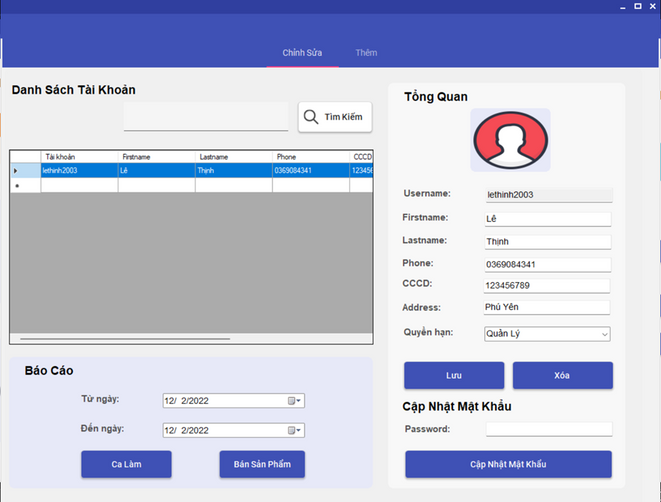 Chỉnh Sửa Thêm
Danh Sách Tài Khoản
Tìm Kiếm
Tài khoản Firstname Lastname Phone CCCD
lethinh2003 Lê Thịnh 0369084341 123456
Báo Cáo
Từ ngày: 12/ 2/2022
Đến ngày: 12/ 2/2022
Ca Làm Bán Sản Phẩm
Tổng Quan
Username: lethinh2003
Firstname: Lê
Lastname: Thịnh
Phone: 0369084341
CCCD: 123456789
Address: Phú Yên
Quyền hạn: Quản Lý
Lưu Xóa
Cập Nhật Mật Khẩu
Password:
Cập Nhật Mật Khẩu